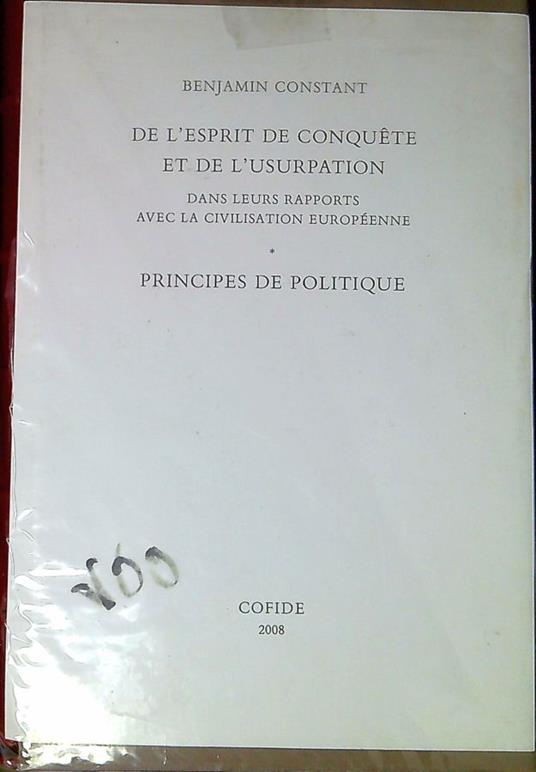 BENJAMIN CONSTANT
DE L'ESPRIT DE CONQUÊTE
ET DE L'USURPATION
DANS LEURS RAPPORTS
AVEC LA CIVILISATION EUROPÉENNE
*
PRINCIPES DE POLITIQUE
COFIDE
2008